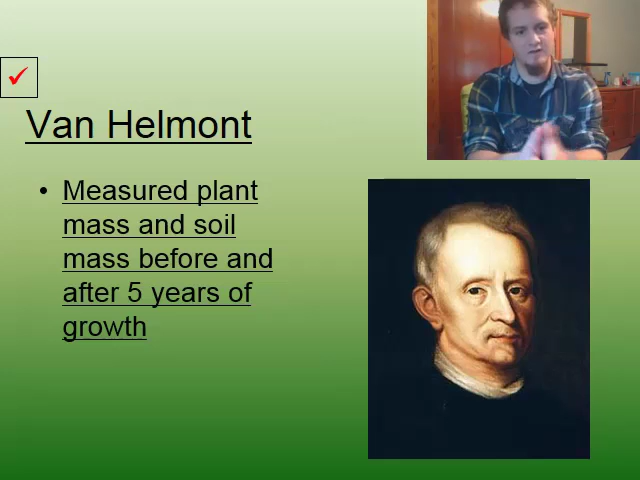 Van Helmont
• Measured plant
mass and soil
mass before and
after 5 years of
growth